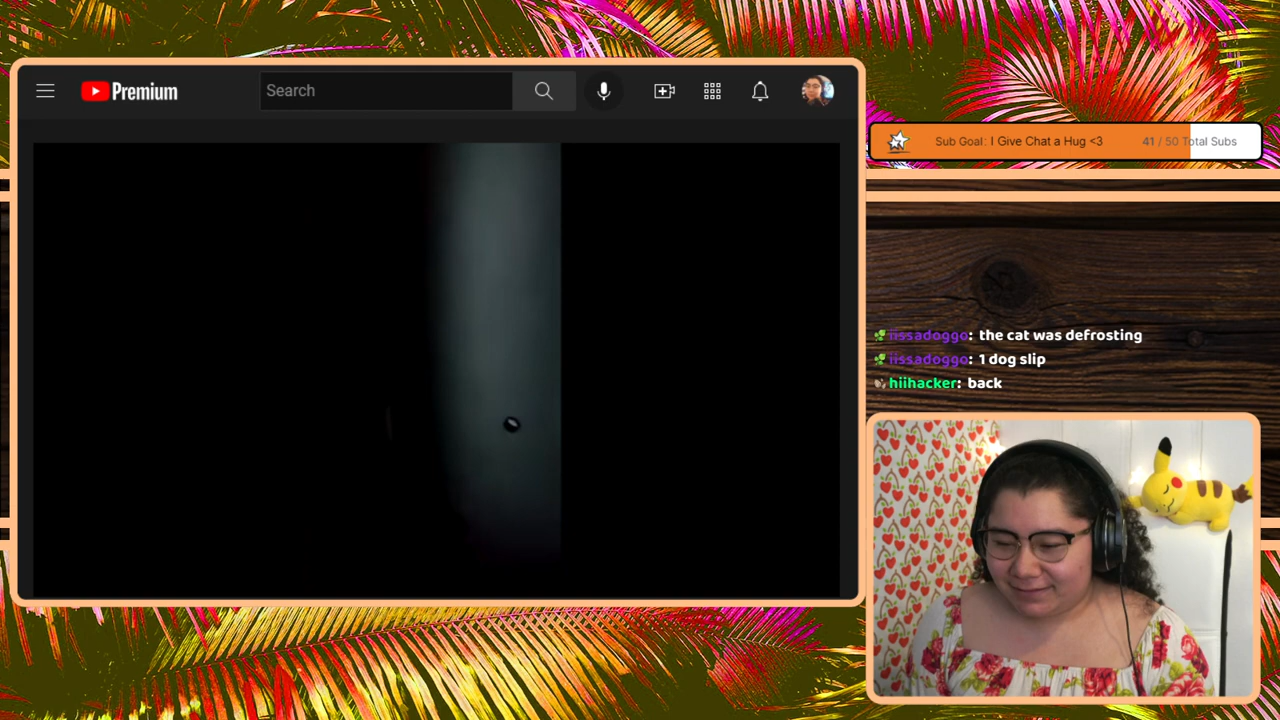 Premium
Search
Sub Goal: I Give Chat a Hug <3 41 / 50 Total Subs
iissadoggo: the cat was defrosting
iissadoggo: 1 dog slip
hiihacker: back